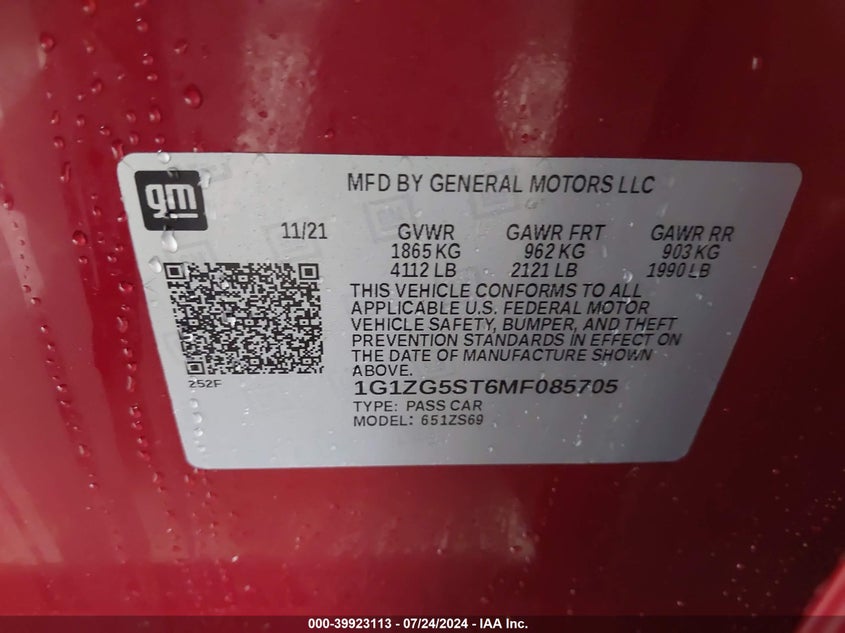 gm
MFD BY GENERAL MOTORS LLC
11/21 GVWR GAWR FRT GAWR RR
1865 KG 962 KG 903 KG
4112 LB 2121 LB 1990 LB
THIS VEHICLE CONFORMS TO ALL
APPLICABLE U.S. FEDERAL MOTOR
VEHICLE SAFETY, BUMPER, AND THEFT
PREVENTION STANDARDS IN EFFECT ON
THE DATE OF MANUFACTURE SHOWN
ABOVE.
252F
1G1ZG5ST6MF085705
TYPE: PASS CAR
MODEL: 651ZS69
000-39923113 - 07/24/2024 - IAA Inc.